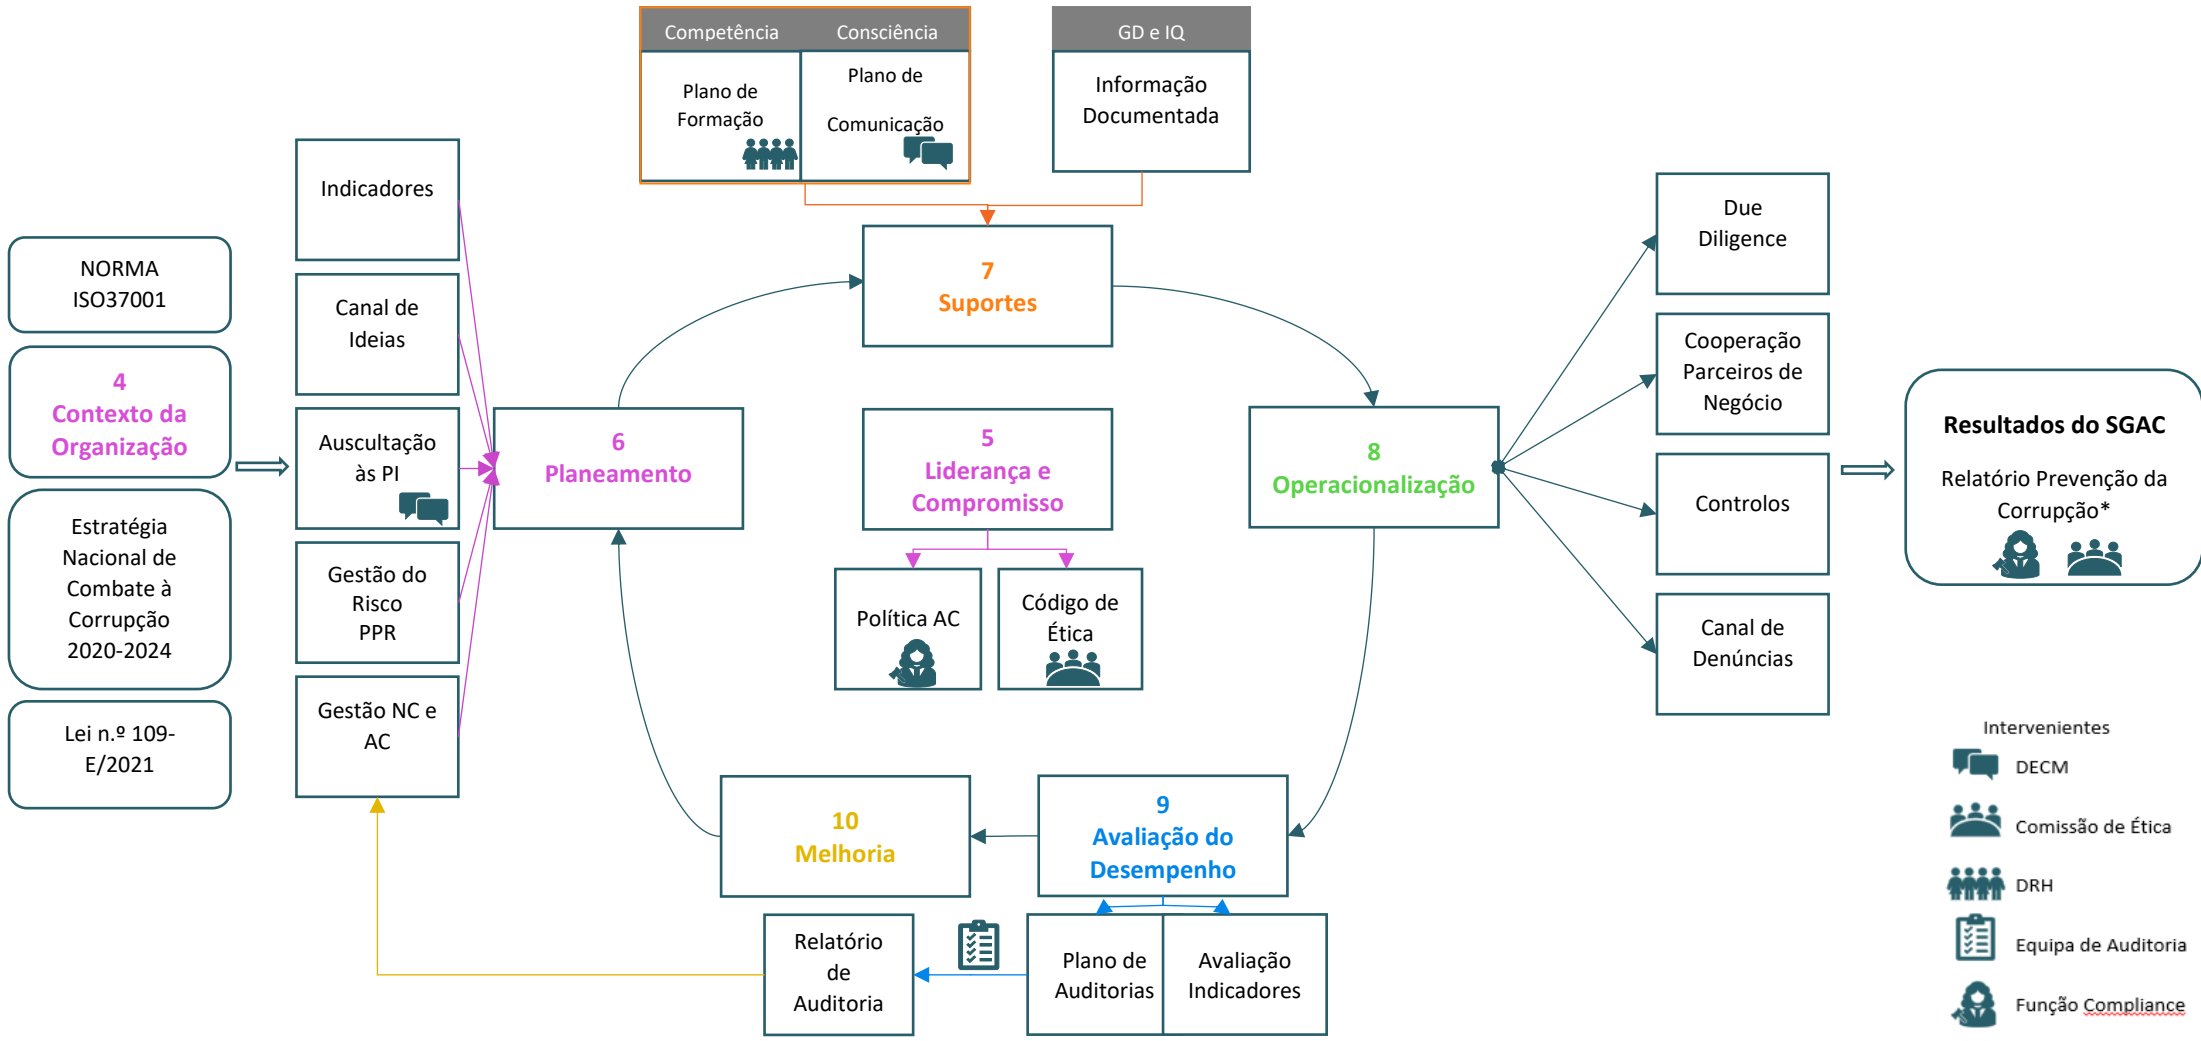 Competência
Consciência
GD e IQ
Plano de
Formação
Plano de
Comunicação
Informação
Documentada
NORMA
ISO37001
4
Contexto da
Organização
Estratégia
Nacional de
Combate à
Corrupção
2020-2024
Lei n.º 109-
E/2021
Indicadores
Canal de
Ideias
Auscultação
às PI
Gestão do
Risco
PPR
Gestão NC e
AC
6
Planeamento
7
Suportes
5
Liderança e
Compromisso
Política AC
Código de
Ética
8
Operacionalização
10
Melhoria
9
Avaliação do
Desempenho
Relatório
de
Auditoria
Plano de
Auditorias
Avaliação
Indicadores
Due
Diligence
Cooperação
Parceiros de
Negócio
Controlos
Canal de
Denúncias
Resultados do SGAC
Relatório Prevenção da
Corrupção*
Intervenientes
DECM
Comissão de Ética
DRH
Equipa de Auditoria
Função Compliance